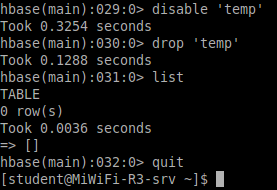 hbase(main):029:0> disable 'temp'
Took 0.3254 seconds
hbase(main):030:0> drop 'temp'
Took 0.1288 seconds
hbase(main):031:0> list
TABLE
0 row(s)
Took 0.0036 seconds
=> []
hbase(main):032:0> quit
[student@MiWiFi-R3-srv ~]$